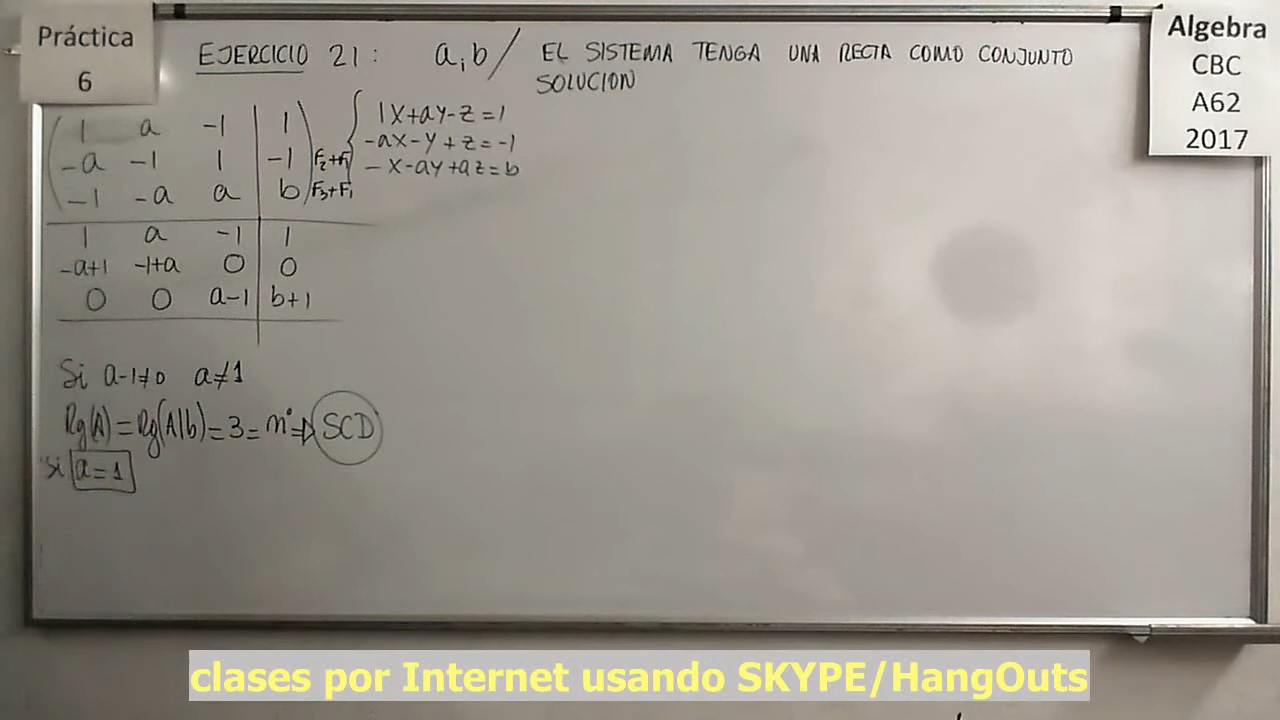 Práctica
6
EJERCICIO 21: a,b / EL SISTEMA TENGA UNA RECTA COMO CONJUNTO
SOLUCION
Algebra
CBC
A62
2017
1 a -1 | 1
-a -1 1 | -1 F2+F1
-1 -a a | b F3+F1
1x+ay-z=1
-ax-y+z=-1
-x-ay+az=b
1 a -1 | 1
-a+1 -1+a 0 | 0
0 0 a-1 | b+1
Si a-1≠0 a≠1
Rg(A)=Rg(A|b)=3=n°⇒SCD
Si a=1
clases por Internet usando SKYPE/HangOuts